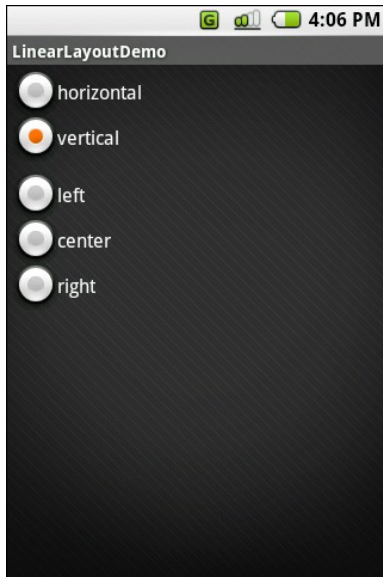 G 4:06 PM
LinearLayoutDemo
horizontal
vertical
left
center
right